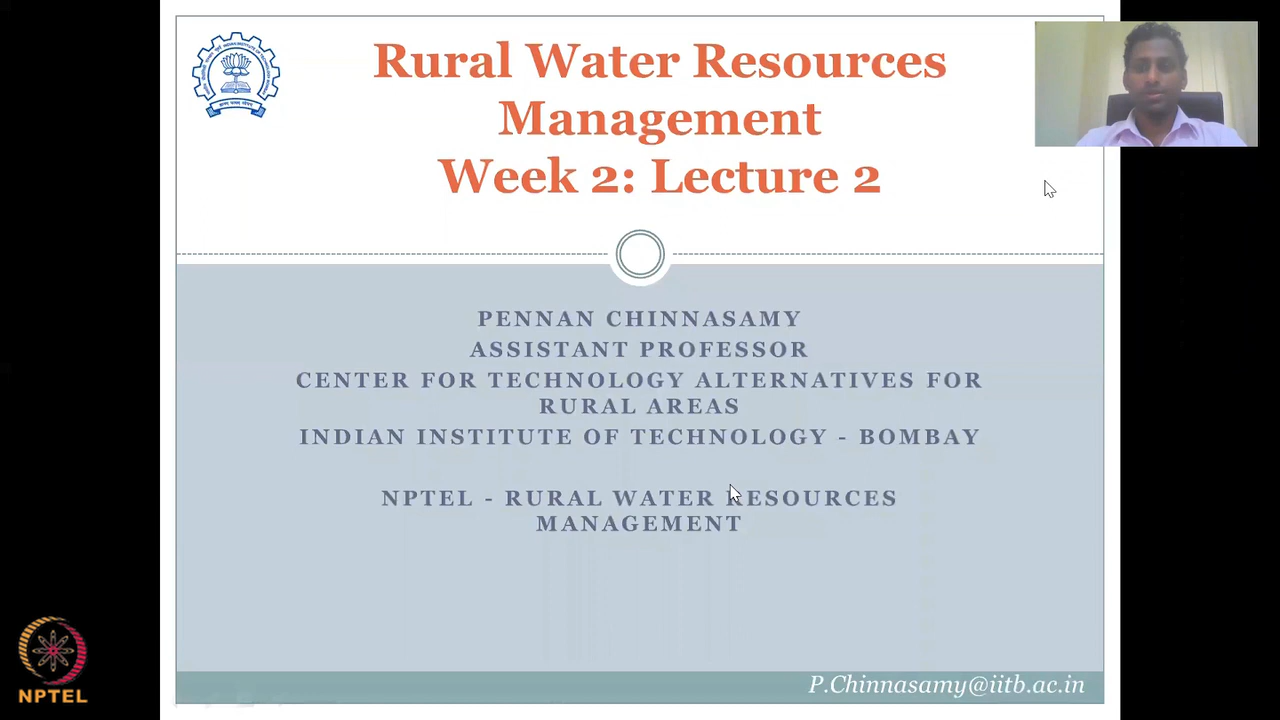 Rural Water Resources
Management
Week 2: Lecture 2
PENNAN CHINNASAMY
ASSISTANT PROFESSOR
CENTER FOR TECHNOLOGY ALTERNATIVES FOR
RURAL AREAS
INDIAN INSTITUTE OF TECHNOLOGY - BOMBAY
NPTEL - RURAL WATER RESOURCES
MANAGEMENT
P.Chinnasamy@iitb.ac.in
NPTEL